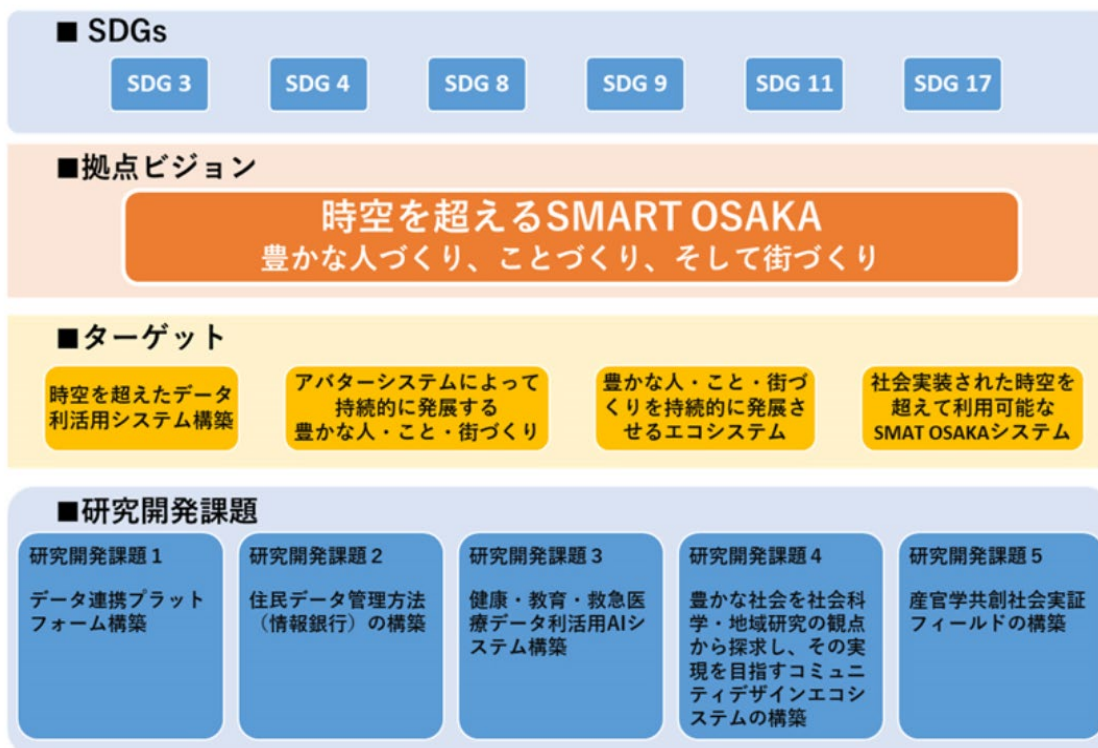 ■ SDGs
SDG 3
SDG 4
SDG 8
SDG 9
SDG 11
SDG 17
■拠点ビジョン
時空を超えるSMART OSAKA
豊かな人づくり、ことづくり、そして街づくり
■ターゲット
時空を超えたデータ
利活用システム構築
アバターシステムによって
持続的に発展する
豊かな人・こと・街づくり
豊かな人・こと・街づ
くりを持続的に発展さ
せるエコシステム
社会実装された時空を
超えて利用可能な
SMAT OSAKAシステム
■研究開発課題
研究開発課題1
データ連携プラット
フォーム構築
研究開発課題2
住民データ管理方法
（情報銀行）の構築
研究開発課題3
健康・教育・救急医
療データ利活用AIシ
ステム構築
研究開発課題4
豊かな社会を社会科
学・地域研究の観点
から探求し、その実
現を目指すコミュニ
ティデザインエコシ
ステムの構築
研究開発課題5
産官学共創社会実証
フィールドの構築